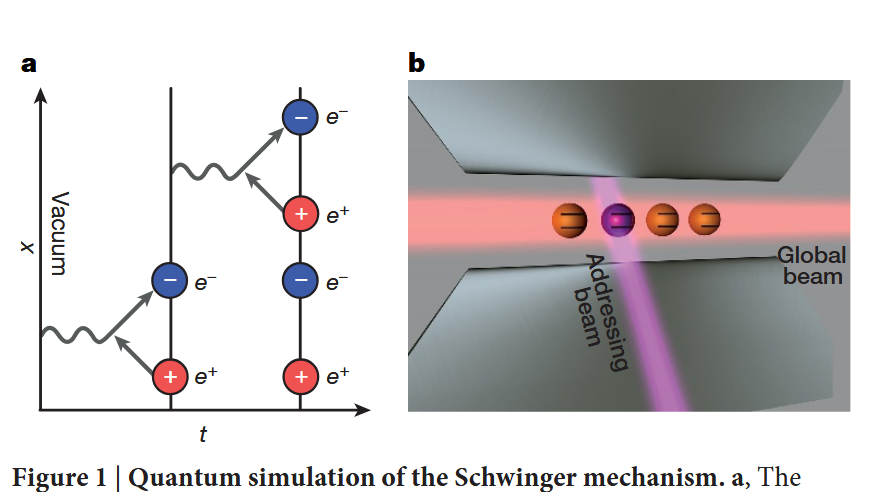 a
b
−
e−
+
e+
Vacuum
x
−
e−
−
e−
+
e+
+
e+
t
Addressing
beam
Global
beam
Figure 1 | Quantum simulation of the Schwinger mechanism. a, The